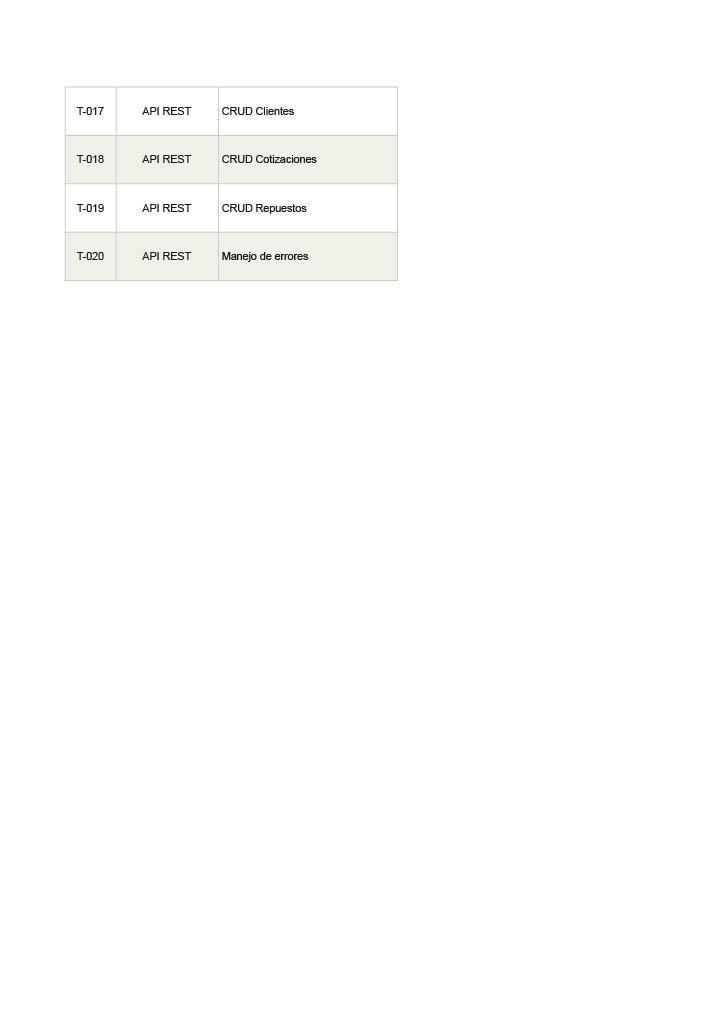 T-017 API REST CRUD Clientes
T-018 API REST CRUD Cotizaciones
T-019 API REST CRUD Repuestos
T-020 API REST Manejo de errores